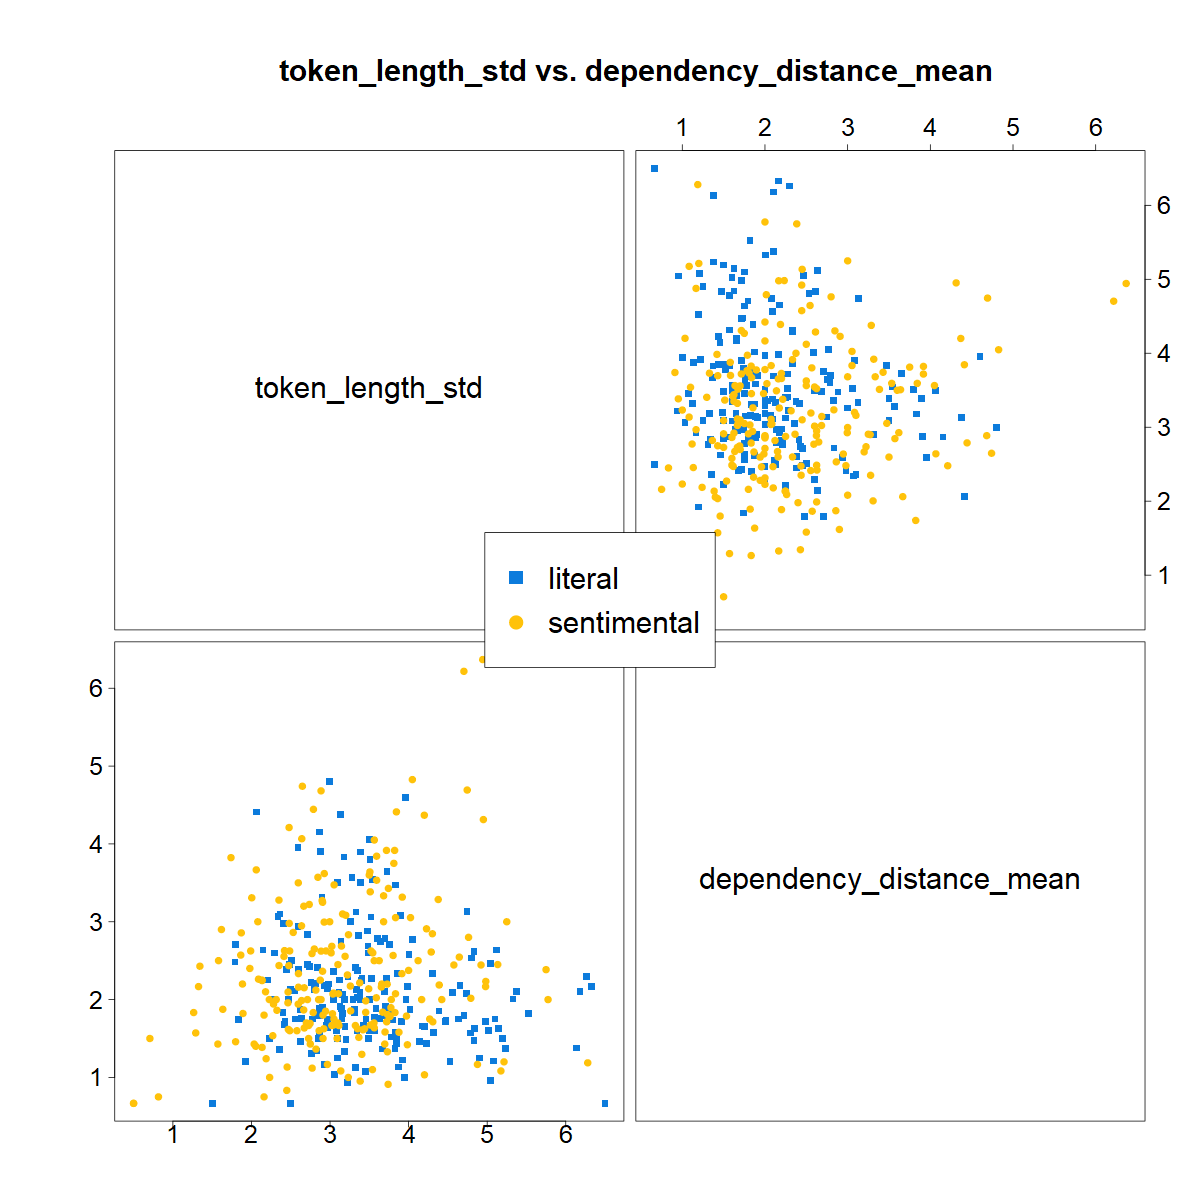 token_length_std vs. dependency_distance_mean
1 2 3 4 5 6
token_length_std
6
5
4
3
2
1
literal
sentimental
6
5
4
3
2
1
dependency_distance_mean
1 2 3 4 5 6